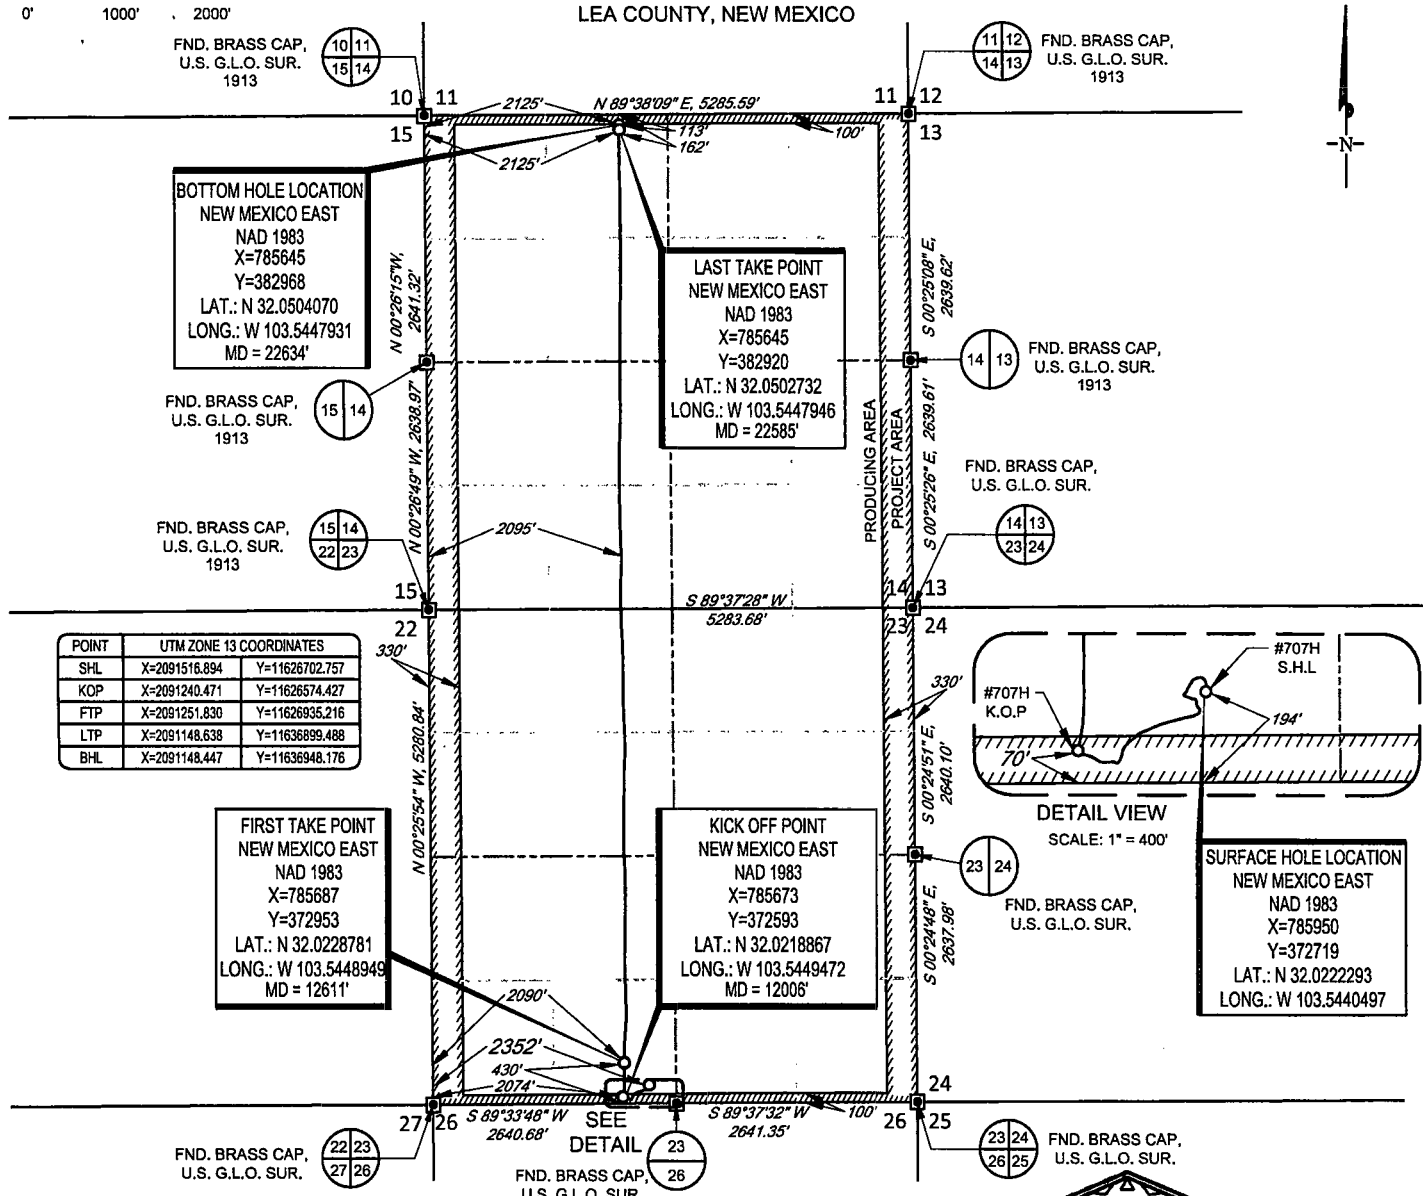 0' 1000' 2000'
LEA COUNTY, NEW MEXICO
FND. BRASS CAP,
U.S. G.L.O. SUR.
1913
10 11
15 14
11 12
14 13
FND. BRASS CAP,
U.S. G.L.O. SUR.
1913
10 11
15
2125'
N 89°38'09" E, 5285.59'
11 12
13
113'
162'
100'
2125'
-N-
BOTTOM HOLE LOCATION
NEW MEXICO EAST
NAD 1983
X=785645
Y=382968
LAT.: N 32.0504070
LONG.: W 103.5447931
MD = 22634'
N 00°26'15"W,
2641.32'
LAST TAKE POINT
NEW MEXICO EAST
NAD 1983
X=785645
Y=382920
LAT.: N 32.0502732
LONG.: W 103.5447946
MD = 22585'
S 00°25'08" E,
2639.62'
14 13
FND. BRASS CAP,
U.S. G.L.O. SUR.
1913
FND. BRASS CAP,
U.S. G.L.O. SUR.
1913
15 14
N 00°26'49" W, 2638.97'
PRODUCING AREA
PROJECT AREA
S 00°25'26" E, 2639.61'
FND. BRASS CAP,
U.S. G.L.O. SUR.
14 13
23 24
FND. BRASS CAP,
U.S. G.L.O. SUR.
1913
15 14
22 23
2095'
15
22
14 13
23 24
S 89°37'28" W
5283.68'
POINT UTM ZONE 13 COORDINATES
SHL X=2091516.894 Y=11626702.757
KOP X=2091240.471 Y=11626574.427
FTP X=2091251.830 Y=11626935.216
LTP X=2091148.638 Y=11636899.488
BHL X=2091148.447 Y=11636948.176
330'
330'
N 00°25'54" W, 5280.84'
S 00°24'51" E,
2640.10'
#707H
S.H.L
#707H
K.O.P
194'
70'
DETAIL VIEW
SCALE: 1" = 400'
FIRST TAKE POINT
NEW MEXICO EAST
NAD 1983
X=785687
Y=372953
LAT.: N 32.0228781
LONG.: W 103.5448949
MD = 12611'
KICK OFF POINT
NEW MEXICO EAST
NAD 1983
X=785673
Y=372593
LAT.: N 32.0218867
LONG.: W 103.5449472
MD = 12006'
23 24
FND. BRASS CAP,
U.S. G.L.O. SUR.
S 00°24'48" E,
2637.98'
SURFACE HOLE LOCATION
NEW MEXICO EAST
NAD 1983
X=785950
Y=372719
LAT.: N 32.0222293
LONG.: W 103.5440497
2090'
2352'
430'
2074'
27 26
S 89°33'48" W
2640.68'
SEE
DETAIL
S 89°37'32" W
2641.35'
100'
24
26 25
FND. BRASS CAP,
U.S. G.L.O. SUR.
22 23
27 26
FND. BRASS CAP,
U.S. G.L.O. SUR.
23
26
23 24
26 25
FND. BRASS CAP,
U.S. G.L.O. SUR.